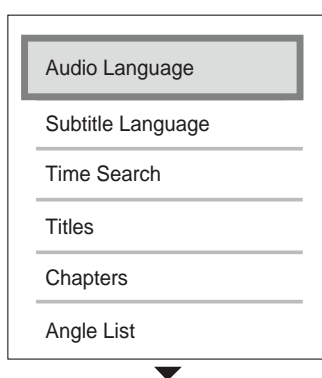 Audio Language
Subtitle Language
Time Search
Titles
Chapters
Angle List